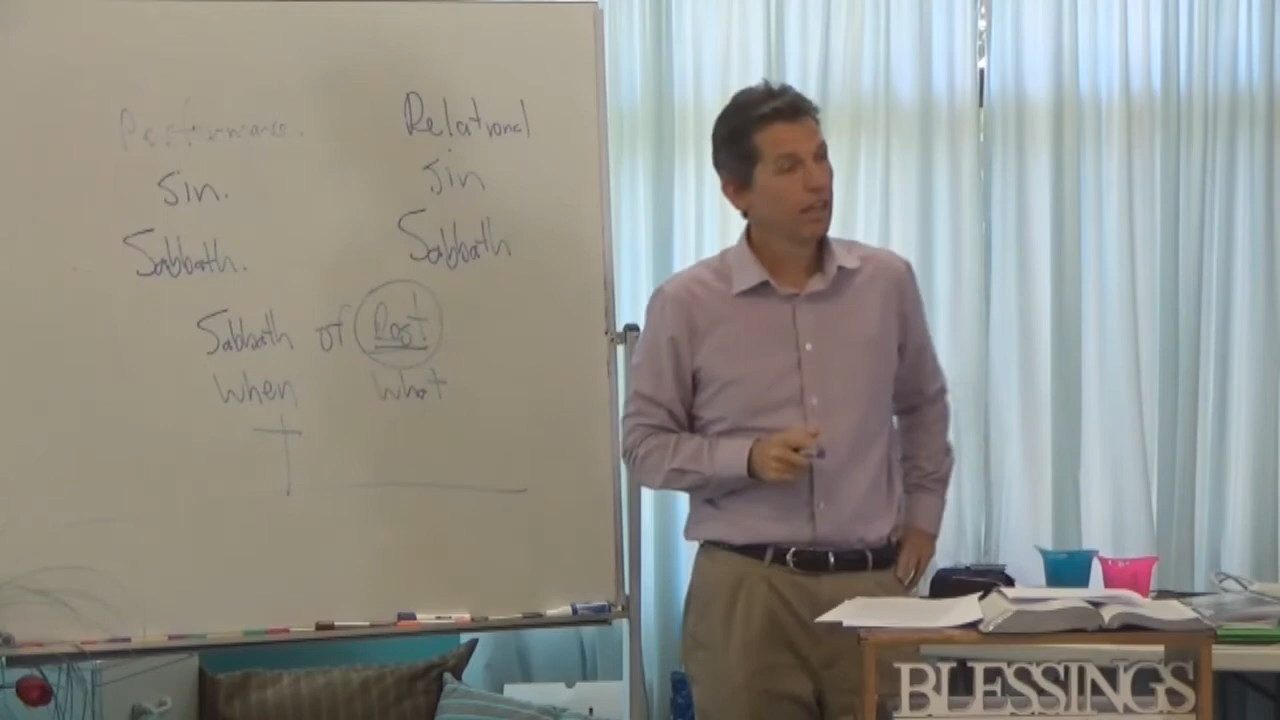 Performance. Relational
Sin. Sin
Sabbath. Sabbath
Sabbath of Rest
When What
BLESSINGS